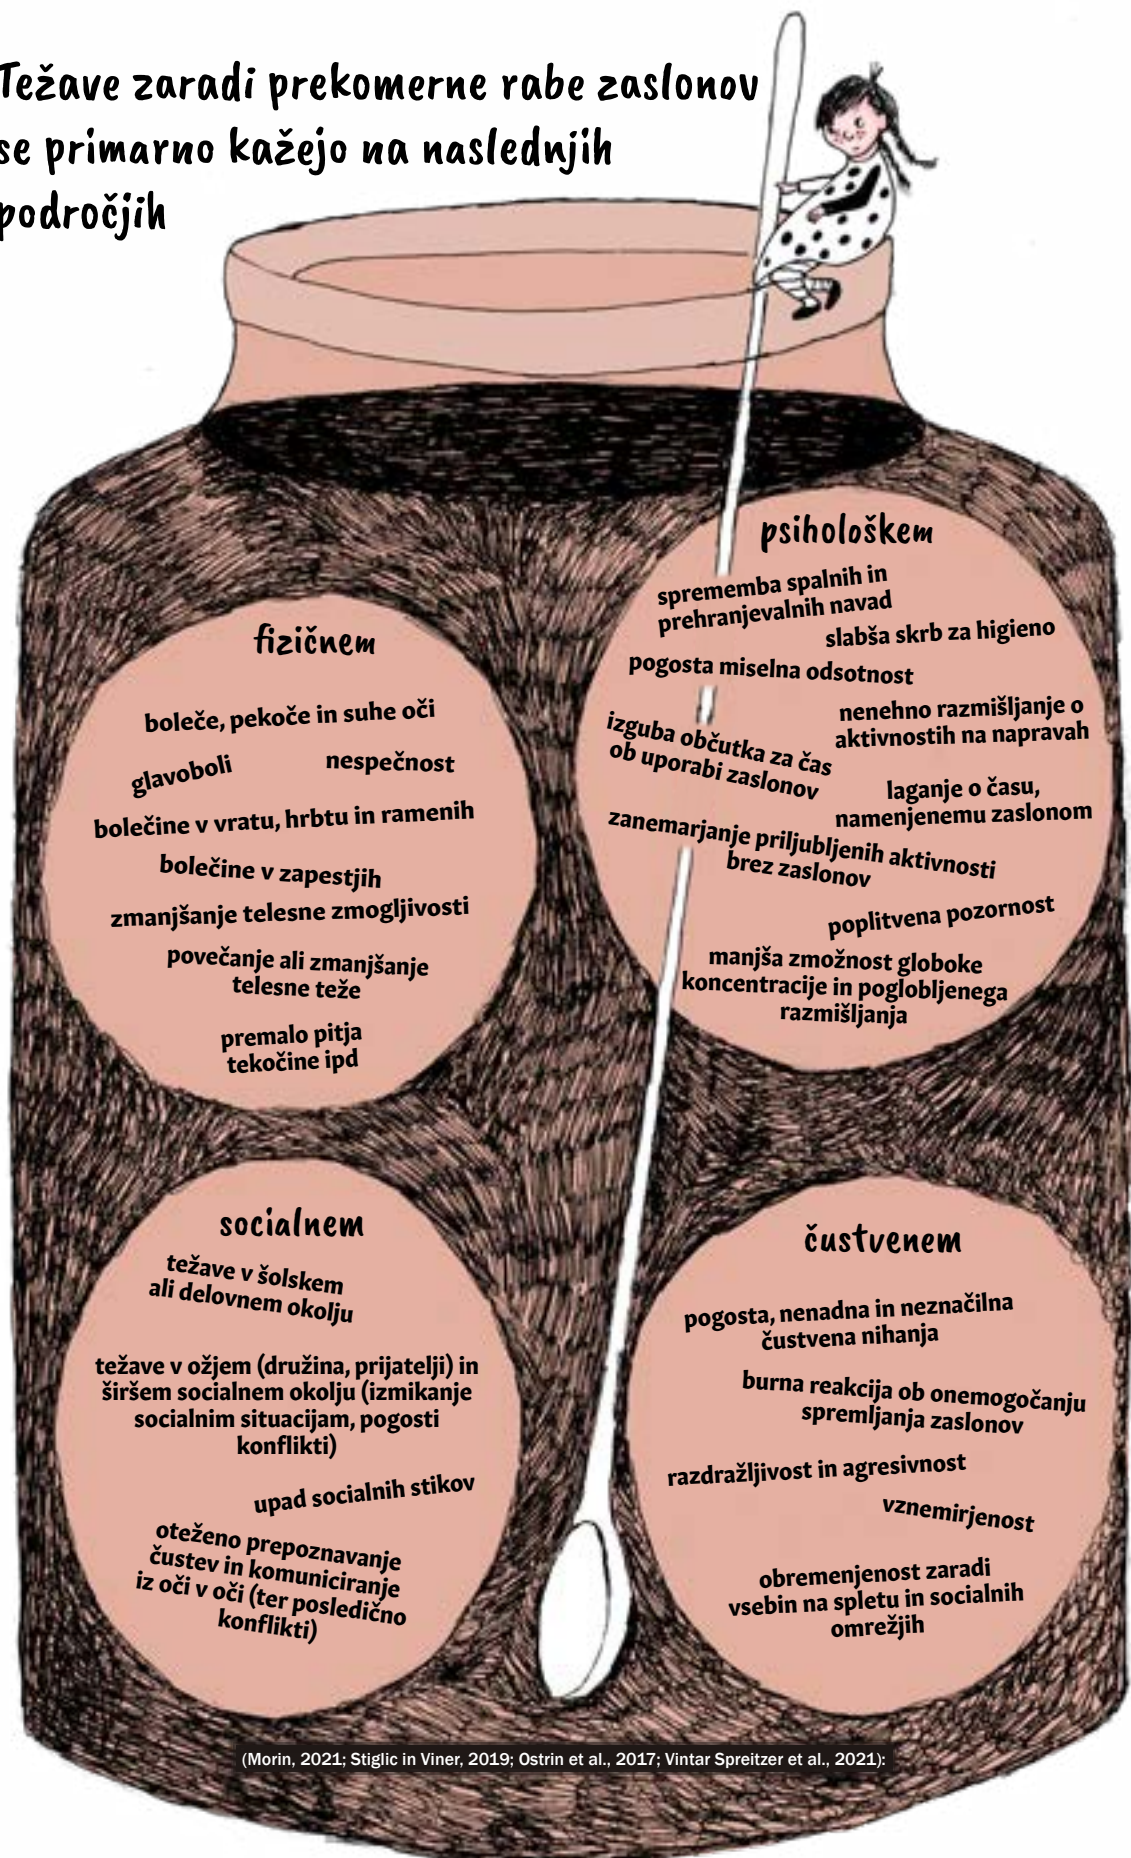 Težave zaradi prekomerne rabe zaslonov
se primarno kažejo na naslednjih
področjih
fizičnem
boleče, pekoče in suhe oči
glavoboli
nespečnost
bolečine v vratu, hrbtu in ramenih
bolečine v zapestjih
zmanjšanje telesne zmogljivosti
povečanje ali zmanjšanje
telesne teže
premalo pitja
tekočine ipd
psihološkem
sprememba spalnih in
prehranjevalnih navad
slabša skrb za higieno
pogosta miselna odsotnost
nenehno razmišljanje o
aktivnostih na napravah
izguba občutka za čas
ob uporabi zaslonov
laganje o času,
namenjenemu zaslonom
zanemarjanje priljubljenih aktivnosti
brez zaslonov
poplitvena pozornost
manjša zmožnost globoke
koncentracije in poglobljenega
razmišljanja
socialnem
težave v šolskem
ali delovnem okolju
težave v ožjem (družina, prijatelji) in
širšem socialnem okolju (izmikanje
socialnim situacijam, pogosti
konflikti)
upad socialnih stikov
oteženo prepoznavanje
čustev in komuniciranje
iz oči v oči (ter posledično
konflikti)
čustvenem
pogosta, nenadna in neznačilna
čustvena nihanja
burna reakcija ob onemogočanju
spremljanja zaslonov
razdražljivost in agresivnost
vznemirjenost
obremenjenost zaradi
vsebin na spletu in socialnih
omrežjih
(Morin, 2021; Stiglic in Viner, 2019; Ostrin et al., 2017; Vintar Spreitzer et al., 2021):